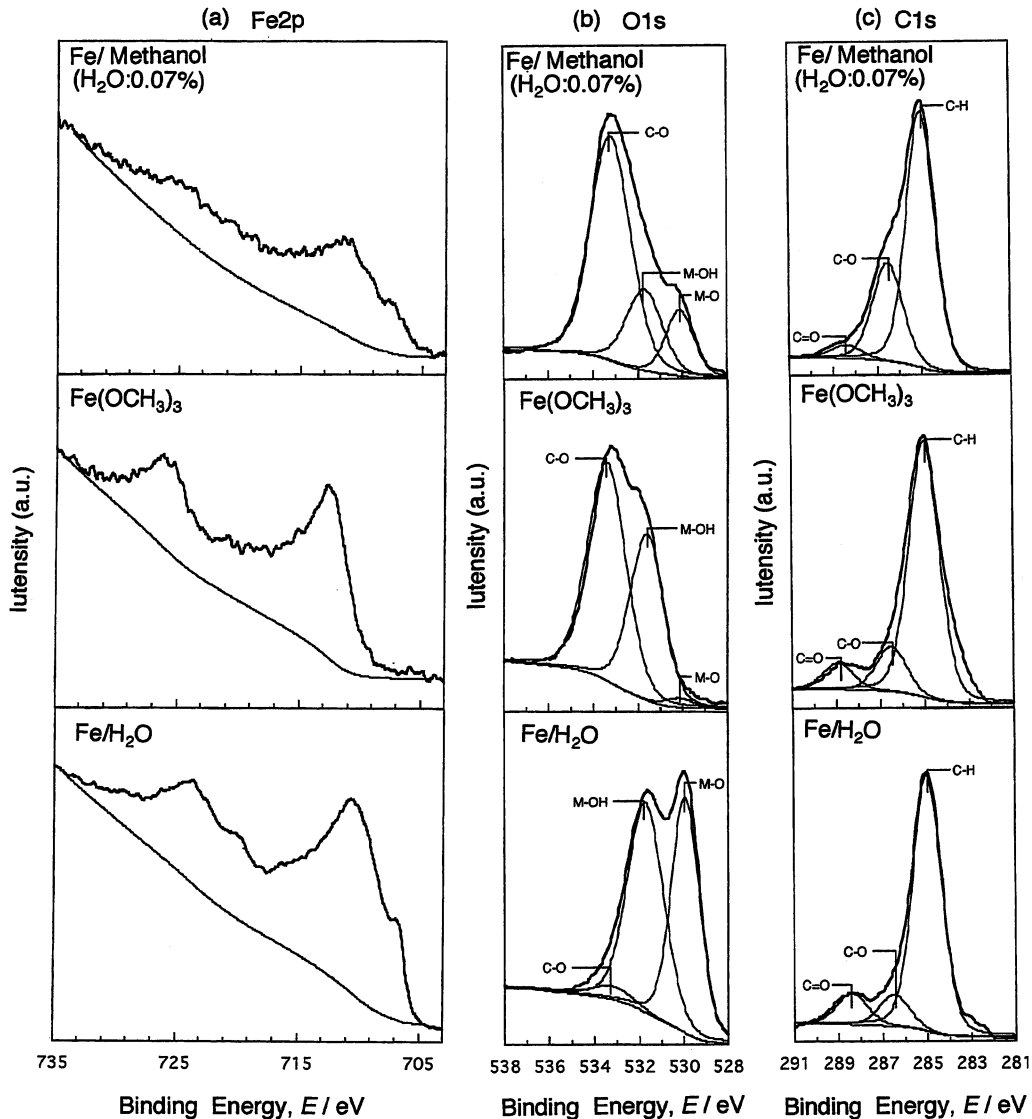 (a) Fe2p
(b) O1s
(c) C1s
Fe/ Methanol
(H₂O:0.07%)
Fe/ Methanol
(H₂O:0.07%)
C-O
M-OH
M-O
Fe/ Methanol
(H₂O:0.07%)
C-H
C-O
C=O
Fe(OCH₃)₃
Fe(OCH₃)₃
C-O
M-OH
M-O
Fe(OCH₃)₃
C-H
C-O
C=O
Fe/H₂O
Fe/H₂O
M-O
M-OH
C-O
Fe/H₂O
C-H
C-O
C=O
Iutensity (a.u.)
Iutensity (a.u.)
Iutensity (a.u.)
735 725 715 705
538 536 534 532 530 528
291 289 287 285 283 281
Binding Energy, E / eV
Binding Energy, E / eV
Binding Energy, E / eV